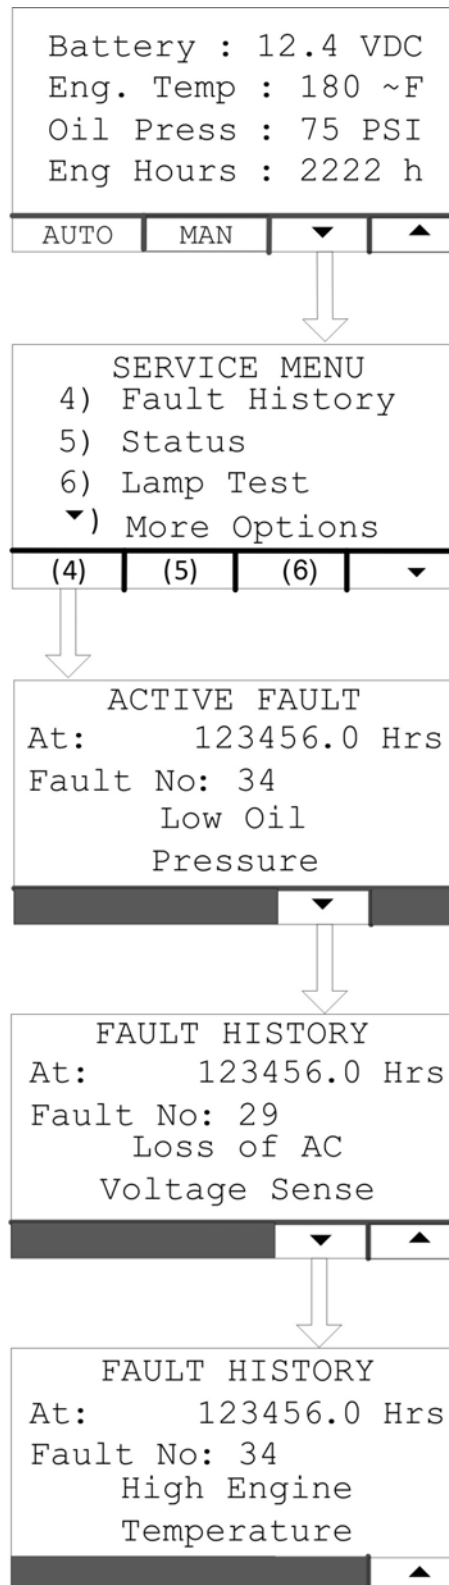 Battery : 12.4 VDC
Eng. Temp : 180 ~F
Oil Press : 75 PSI
Eng Hours : 2222 h
AUTO MAN ▼ ▲
SERVICE MENU
4) Fault History
5) Status
6) Lamp Test
▼) More Options
(4) (5) (6) ▼
ACTIVE FAULT
At: 123456.0 Hrs
Fault No: 34
Low Oil
Pressure
▼
FAULT HISTORY
At: 123456.0 Hrs
Fault No: 29
Loss of AC
Voltage Sense
▼ ▲
FAULT HISTORY
At: 123456.0 Hrs
Fault No: 34
High Engine
Temperature
▲